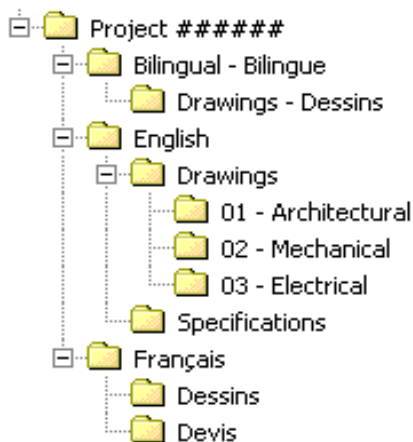 Project ######
Bilingual - Bilingue
Drawings - Dessins
English
Drawings
01 - Architectural
02 - Mechanical
03 - Electrical
Specifications
Français
Dessins
Devis